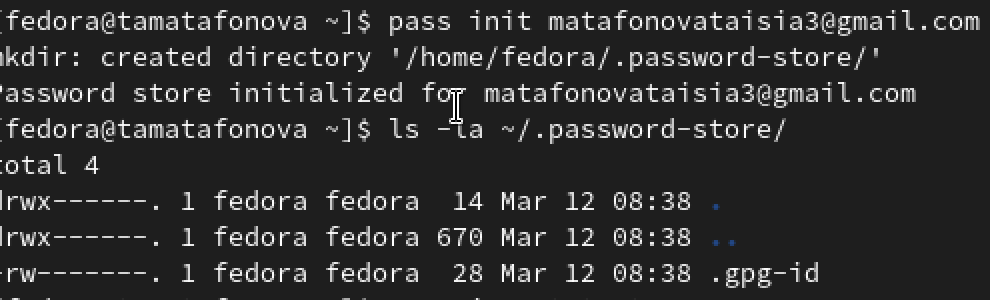 [fedora@tamatafonova ~]$ pass init matafonovataisia3@gmail.com
mkdir: created directory '/home/fedora/.password-store/'
Password store initialized for matafonovataisia3@gmail.com
[fedora@tamatafonova ~]$ ls -la ~/.password-store/
total 4
drwx------. 1 fedora fedora  14 Mar 12 08:38 .
drwx------. 1 fedora fedora 670 Mar 12 08:38 ..
-rw-------. 1 fedora fedora  28 Mar 12 08:38 .gpg-id